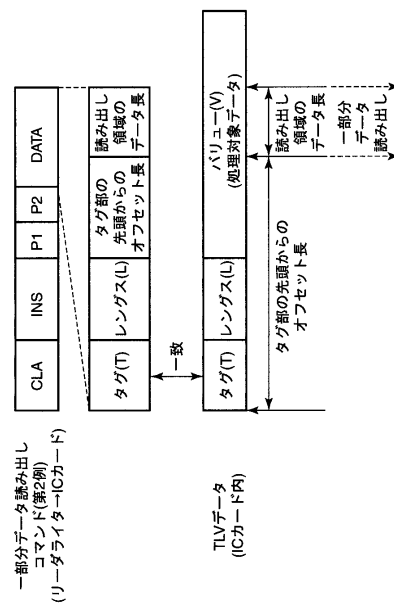 一部分データ読み出し
コマンド(第2例)
(リーダライタ→ICカード)
CLA
INS
P1
P2
DATA
タグ(T)
レングス(L)
タグ部の
先頭からの
オフセット長
読み出し
領域の
データ長
一致
TLVデータ
(ICカード内)
タグ(T)
レングス(L)
バリュー(V)
(処理対象データ)
タグ部の先頭からの
オフセット長
読み出し
領域の
データ長
一部分
データ
読み出し